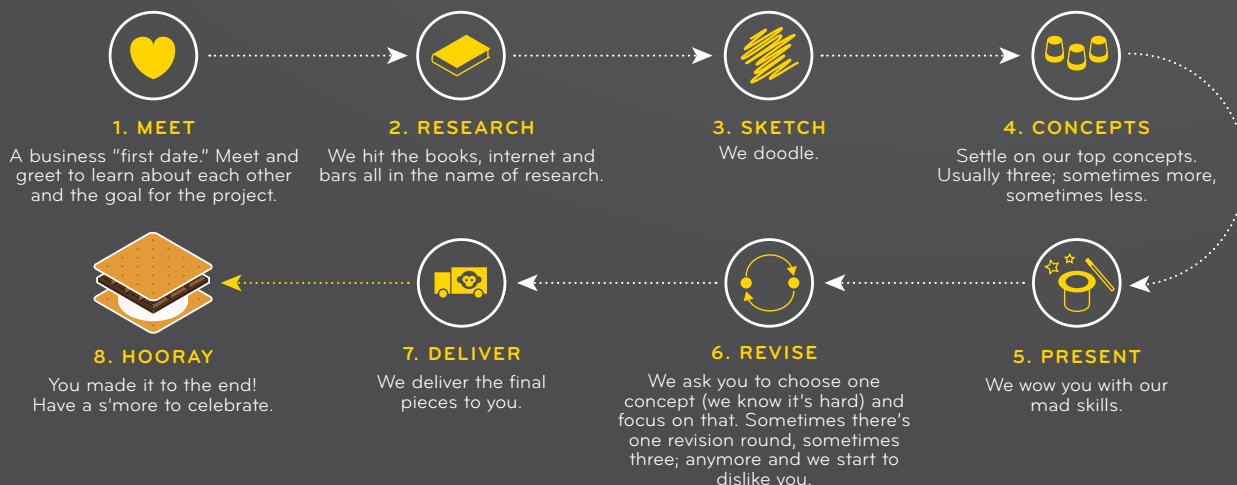 1. MEET
A business "first date." Meet and
greet to learn about each other
and the goal for the project.
2. RESEARCH
We hit the books, internet and
bars all in the name of research.
3. SKETCH
We doodle.
4. CONCEPTS
Settle on our top concepts.
Usually three; sometimes more,
sometimes less.
5. PRESENT
We wow you with our
mad skills.
6. REVISE
We ask you to choose one
concept (we know it's hard) and
focus on that. Sometimes there's
one revision round, sometimes
three; anymore and we start to
dislike you.
7. DELIVER
We deliver the final
pieces to you.
8. HOORAY
You made it to the end!
Have a s'more to celebrate.